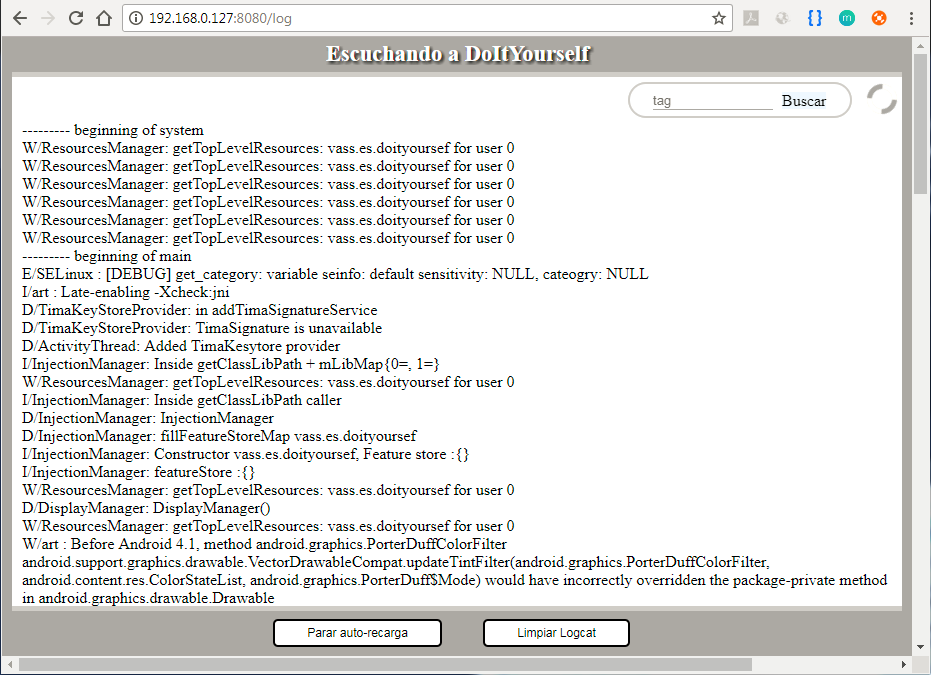 192.168.0.127:8080/log
Escuchando a DoItYourself
tag Buscar
--------- beginning of system
W/ResourcesManager: getTopLevelResources: vass.es.doityoursef for user 0
W/ResourcesManager: getTopLevelResources: vass.es.doityoursef for user 0
W/ResourcesManager: getTopLevelResources: vass.es.doityoursef for user 0
W/ResourcesManager: getTopLevelResources: vass.es.doityoursef for user 0
W/ResourcesManager: getTopLevelResources: vass.es.doityoursef for user 0
W/ResourcesManager: getTopLevelResources: vass.es.doityoursef for user 0
--------- beginning of main
E/SELinux : [DEBUG] get_category: variable seinfo: default sensitivity: NULL, cateogry: NULL
I/art : Late-enabling -Xcheck:jni
D/TimaKeyStoreProvider: in addTimaSignatureService
D/TimaKeyStoreProvider: TimaSignature is unavailable
D/ActivityThread: Added TimaKesytore provider
I/InjectionManager: Inside getClassLibPath + mLibMap{0=, 1=}
W/ResourcesManager: getTopLevelResources: vass.es.doityoursef for user 0
I/InjectionManager: Inside getClassLibPath caller
D/InjectionManager: InjectionManager
D/InjectionManager: fillFeatureStoreMap vass.es.doityoursef
I/InjectionManager: Constructor vass.es.doityoursef, Feature store :{}
I/InjectionManager: featureStore :{}
W/ResourcesManager: getTopLevelResources: vass.es.doityoursef for user 0
D/DisplayManager: DisplayManager()
W/ResourcesManager: getTopLevelResources: vass.es.doityoursef for user 0
W/art : Before Android 4.1, method android.graphics.PorterDuffColorFilter
android.support.graphics.drawable.VectorDrawableCompat.updateTintFilter(android.graphics.PorterDuffColorFilter,
android.content.res.ColorStateList, android.graphics.PorterDuff$Mode) would have incorrectly overridden the package-private method
in android.graphics.drawable.Drawable
Parar auto-recarga Limpiar Logcat